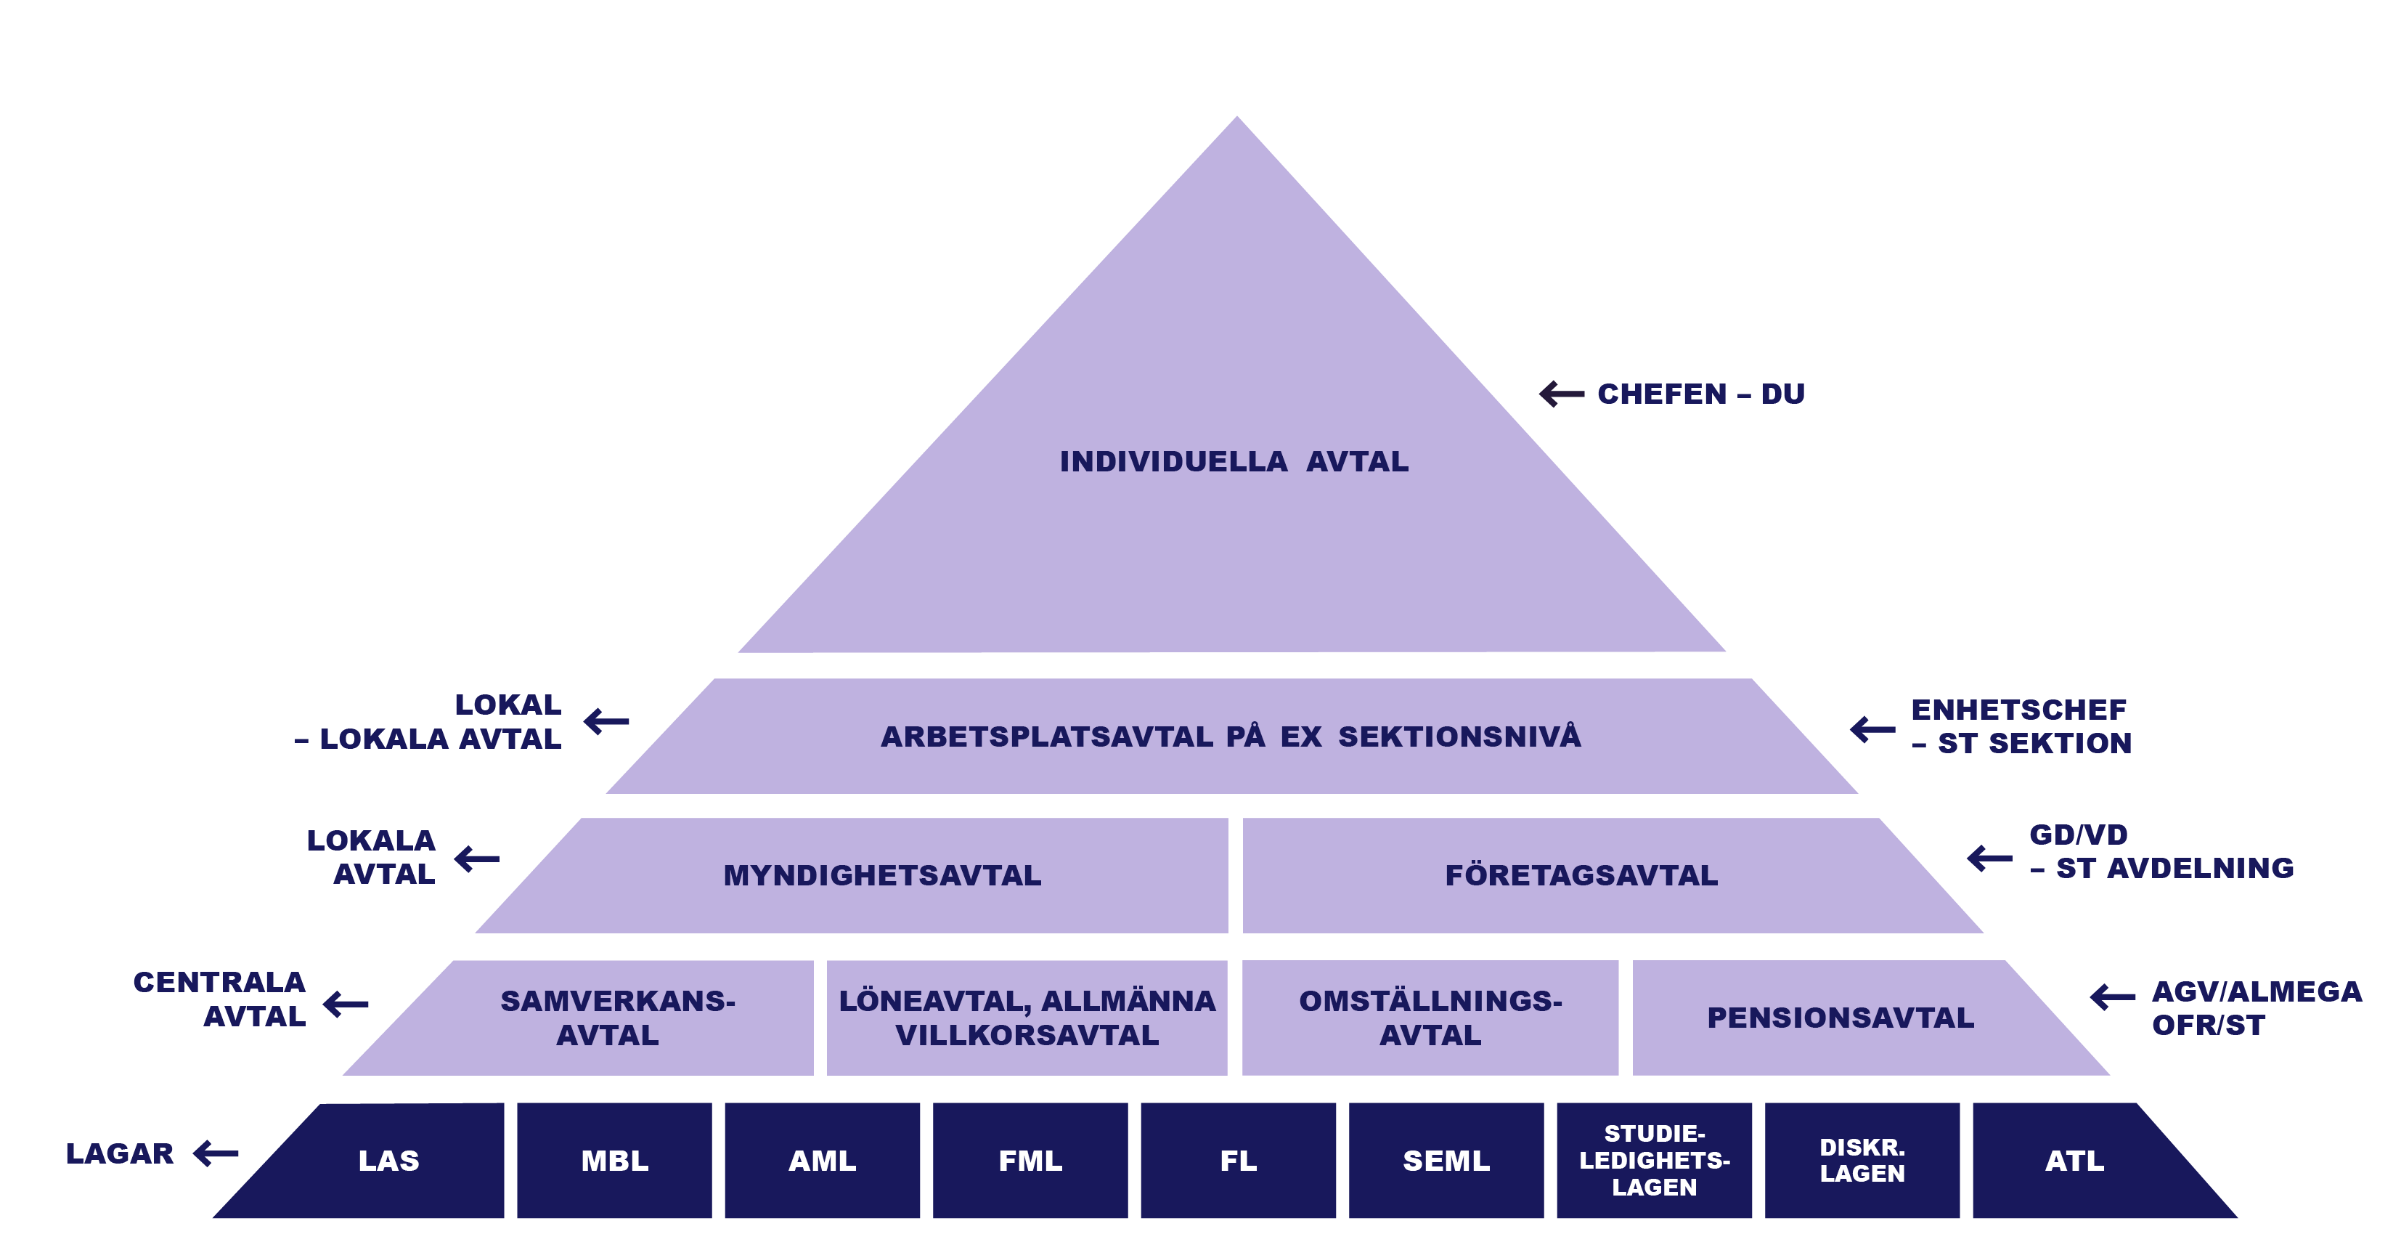 CHEFEN – DU
INDIVIDUELLA AVTAL
LOKAL
– LOKALA AVTAL
ARBETSPLATSAVTAL PÅ EX SEKTIONSNIVÅ
ENHETSCHEF
– ST SEKTION
LOKALA
AVTAL
MYNDIGHETSAVTAL
FÖRETAGSAVTAL
GD/VD
– ST AVDELNING
CENTRALA
AVTAL
SAMVERKANS-
AVTAL
LÖNEAVTAL, ALLMÄNNA
VILLKORSAVTAL
OMSTÄLLNINGS-
AVTAL
PENSIONSAVTAL
AGV/ALMEGA
OFR/ST
LAGAR
LAS
MBL
AML
FML
FL
SEML
STUDIE-
LEDIGHETS-
LAGEN
DISKR.
LAGEN
ATL